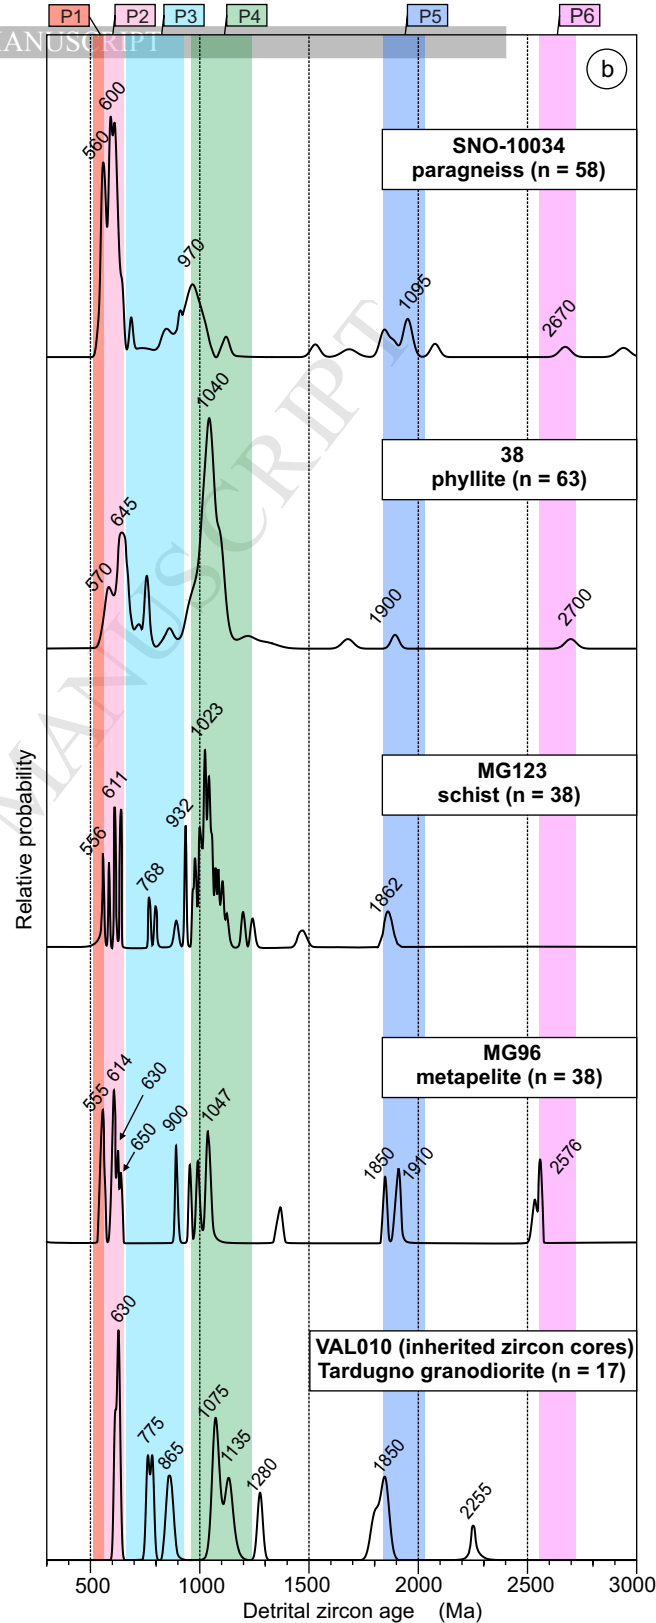 P1 P2 P3 P4 P5 P6
MANUSCRIPT
b
600
560
SNO-10034
paragneiss (n = 58)
970
1095
2670
MANUSCRIPT
1040
38
phyllite (n = 63)
645
570
1900
2700
1023
MG123
schist (n = 38)
611
932
556
768
1862
Relative probability
MG96
metapelite (n = 38)
614
630
555
650
900
1047
1850
1910
2576
VAL010 (inherited zircon cores)
Tardugno granodiorite (n = 17)
630
1075
775
1135
865
1280
1850
2255
500 1000 1500 2000 2500 3000
Detrital zircon age (Ma)